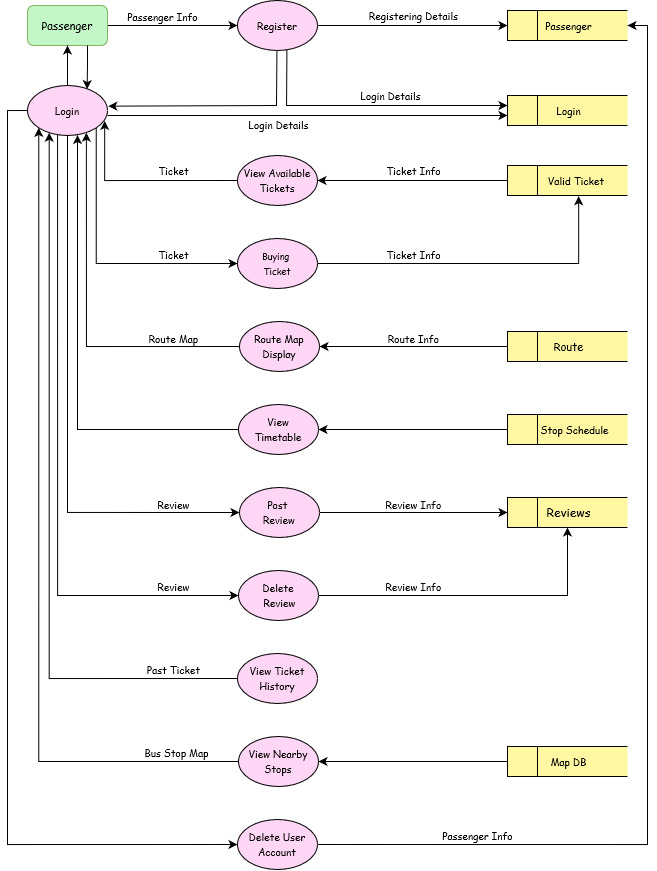 Passenger
Passenger Info
Register
Registering Details
Passenger
Login
Login Details
Login
Login Details
Ticket
View Available
Tickets
Ticket Info
Valid Ticket
Ticket
Buying
Ticket
Ticket Info
Route Map
Route Map
Display
Route Info
Route
View
Timetable
Stop Schedule
Review
Post
Review
Review Info
Reviews
Review
Delete
Review
Review Info
Past Ticket
View Ticket
History
Bus Stop Map
View Nearby
Stops
Map DB
Delete User
Account
Passenger Info